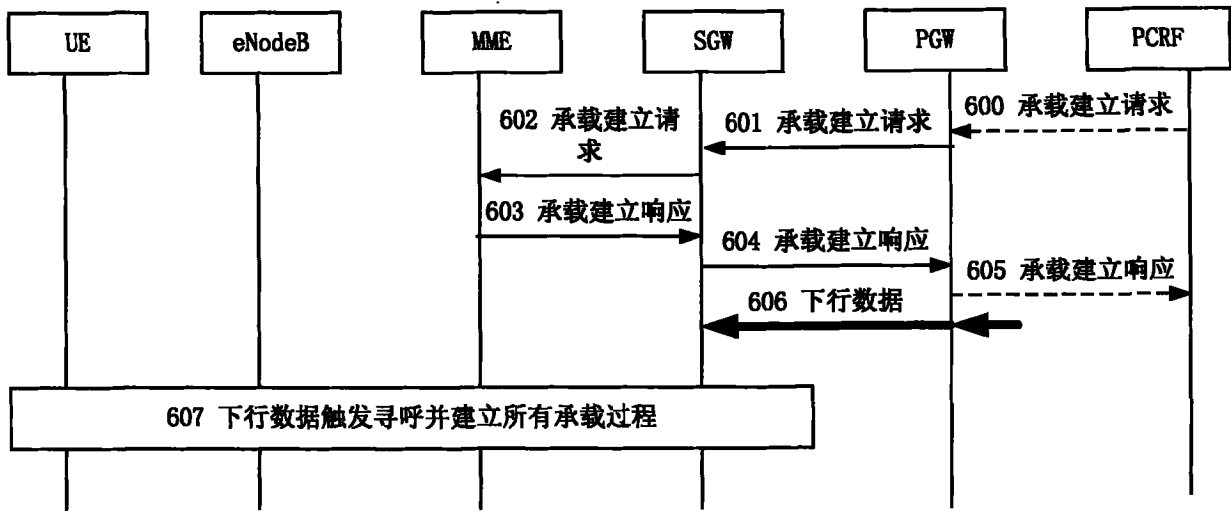 UE
eNodeB
MME
SGW
PGW
PCRF
600 承载建立请求
601 承载建立请求
602 承载建立请
求
603 承载建立响应
604 承载建立响应
605 承载建立响应
606 下行数据
607 下行数据触发寻呼并建立所有承载过程